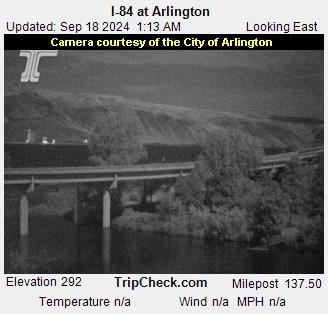 I-84 at Arlington
Updated: Sep 18 2024 1:13 AM Looking East
Camera courtesy of the City of Arlington
Elevation 292 TripCheck.com Milepost 137.50
Temperature n/a Wind n/a MPH n/a